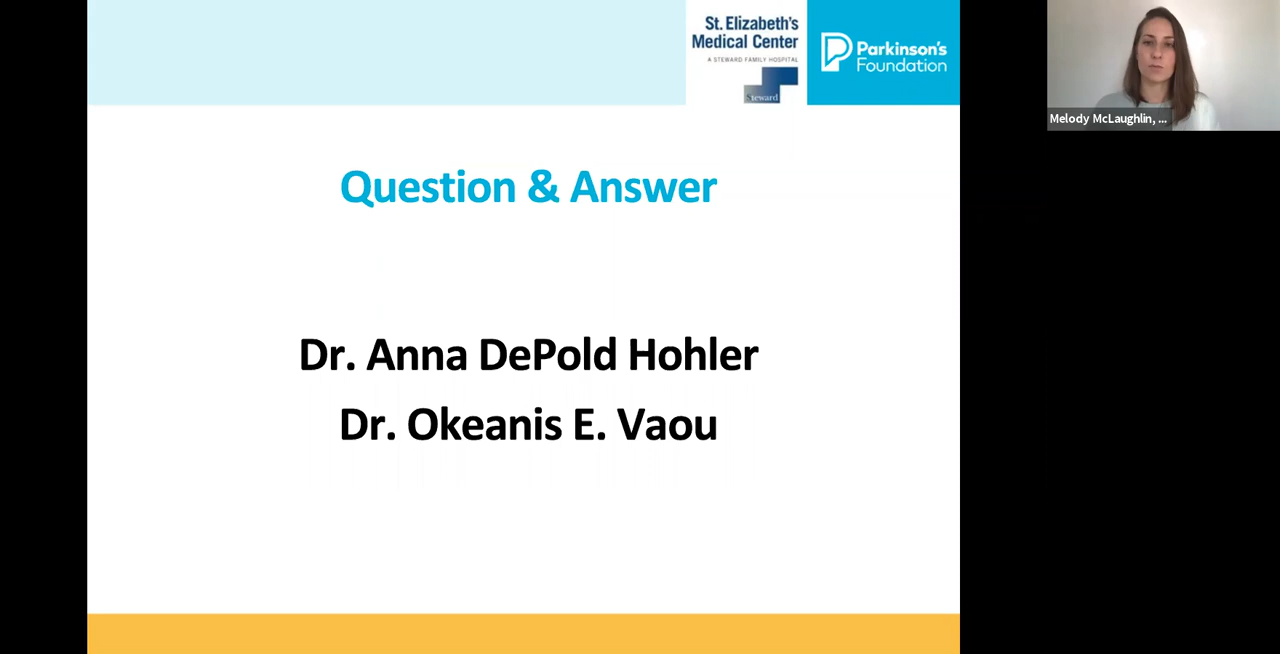 St. Elizabeth's
Medical Center
A STEWARD FAMILY HOSPITAL
Steward
Parkinson's
Foundation
Melody McLaughlin, ...
Question & Answer
Dr. Anna DePold Hohler
Dr. Okeanis E. Vaou